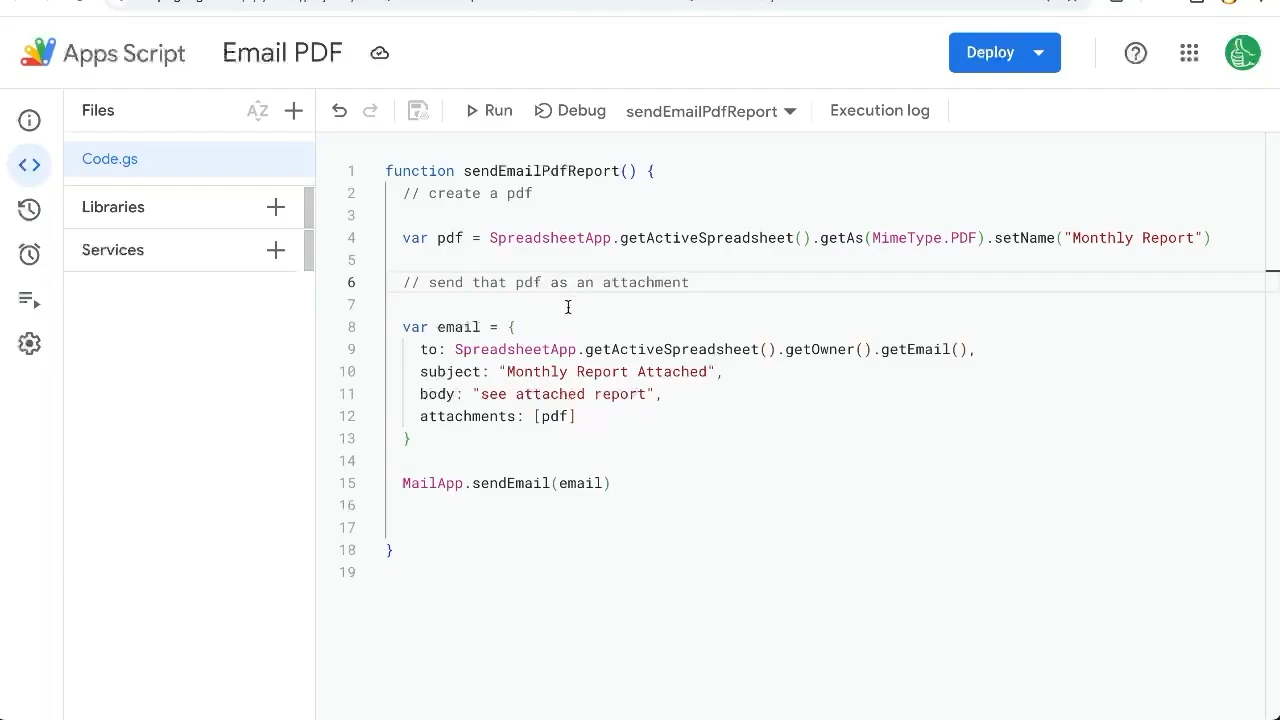 Apps Script
Email PDF
Deploy
Files
AZ
Run
Debug
sendEmailPdfReport
Execution log
Code.gs
Libraries
Services
1 function sendEmailPdfReport() {
2 // create a pdf
3
4 var pdf = SpreadsheetApp.getActiveSpreadsheet().getAs(MimeType.PDF).setName("Monthly Report")
5
6 // send that pdf as an attachment
7
8 var email = {
9 to: SpreadsheetApp.getActiveSpreadsheet().getOwner().getEmail(),
10 subject: "Monthly Report Attached",
11 body: "see attached report",
12 attachments: [pdf]
13 }
14
15 MailApp.sendEmail(email)
16
17
18 }
19